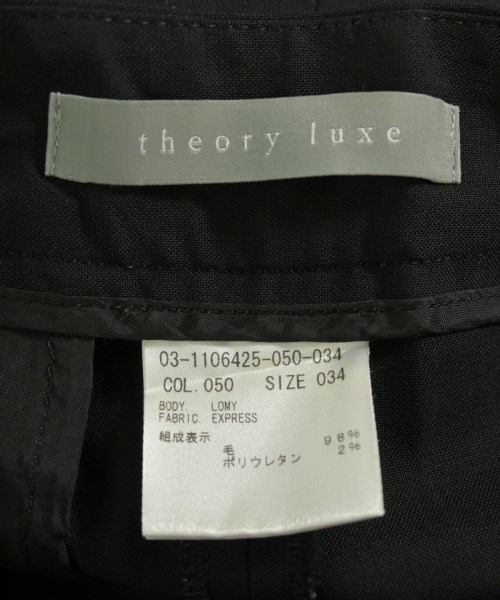 theory luxe
03-1106425-050-034
COL.050 SIZE 034
BODY. LOMY
FABRIC. EXPRESS
組成表示
毛 98%
ポリウレタン 2%